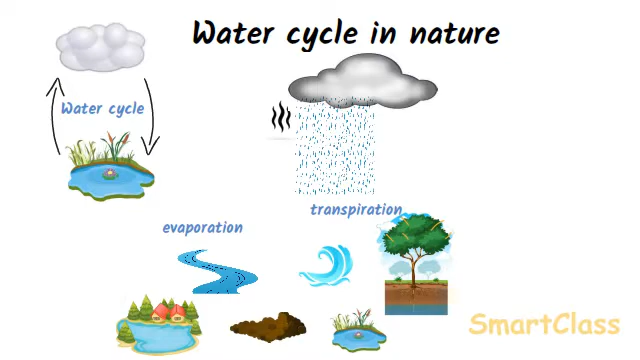 Water cycle in nature
Water cycle
transpiration
evaporation
SmartClass